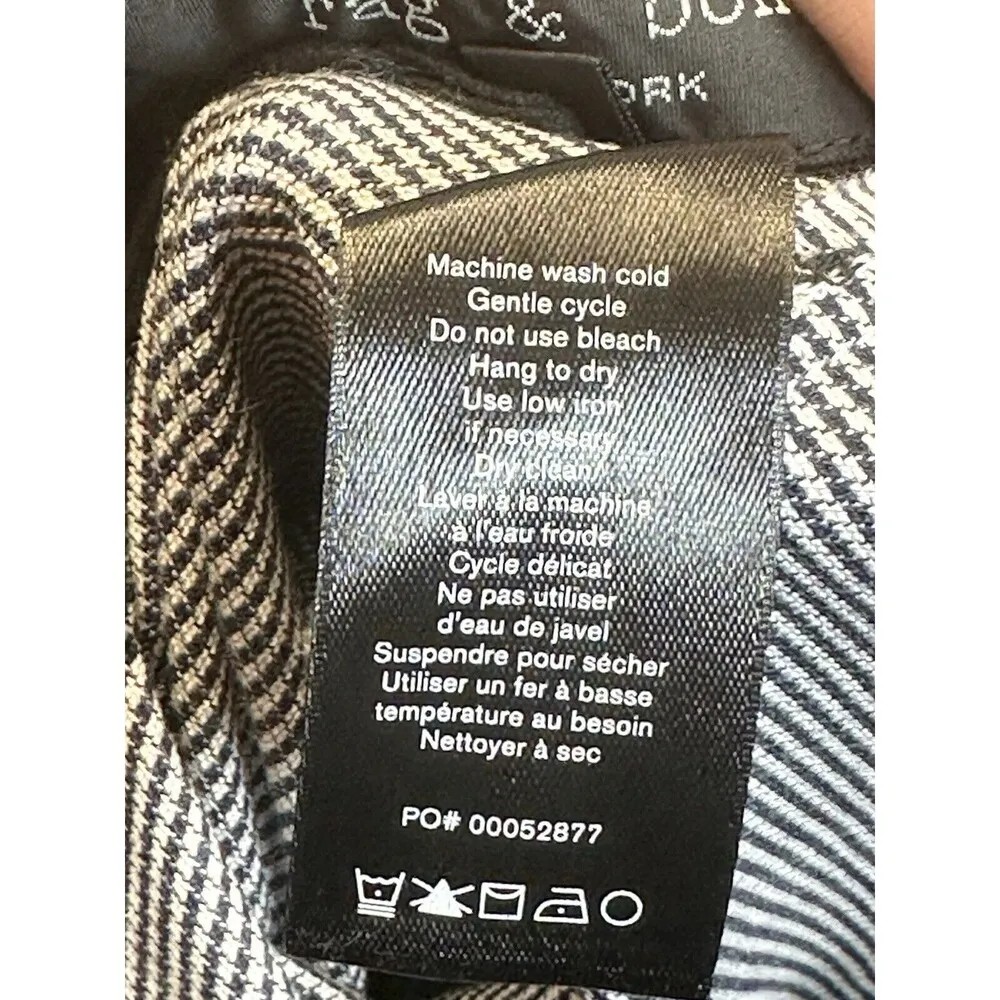 rag &
Machine wash cold
Gentle cycle
Do not use bleach
Hang to dry
Use low iron
if necessary
Dry clean
Laver à la machine
à l'eau froide
Cycle délicat
Ne pas utiliser
d'eau de javel
Suspendre pour sécher
Utiliser un fer à basse
température au besoin
Nettoyer à sec
PO# 00052877